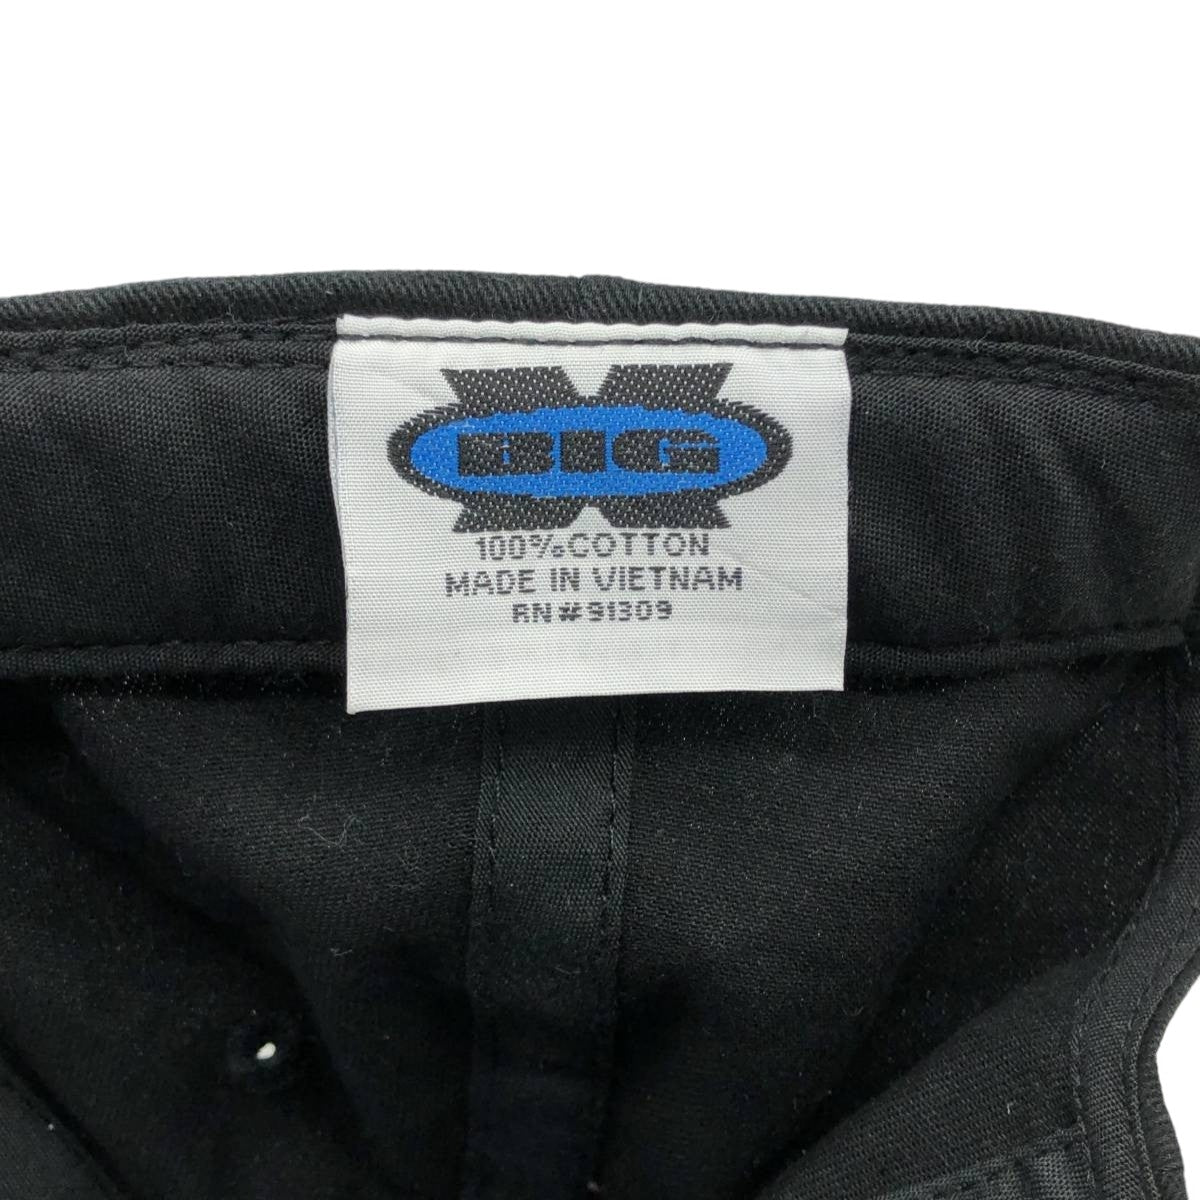 BIG
100% COTTON
MADE IN VIETNAM
RN # 91309